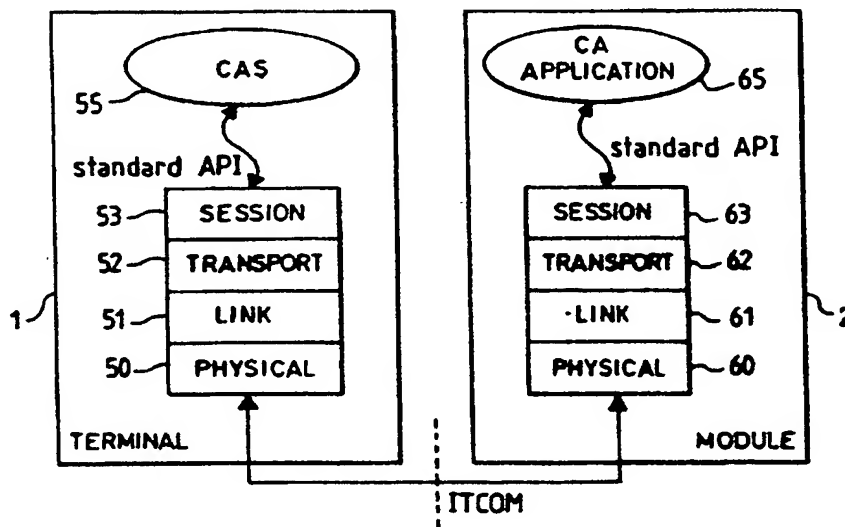 CAS
55
standard API
53
SESSION
52
TRANSPORT
1
51
LINK
50
PHYSICAL
TERMINAL
CA
APPLICATION
65
standard API
SESSION
63
TRANSPORT
62
LINK
61
2
PHYSICAL
60
MODULE
ITCOM